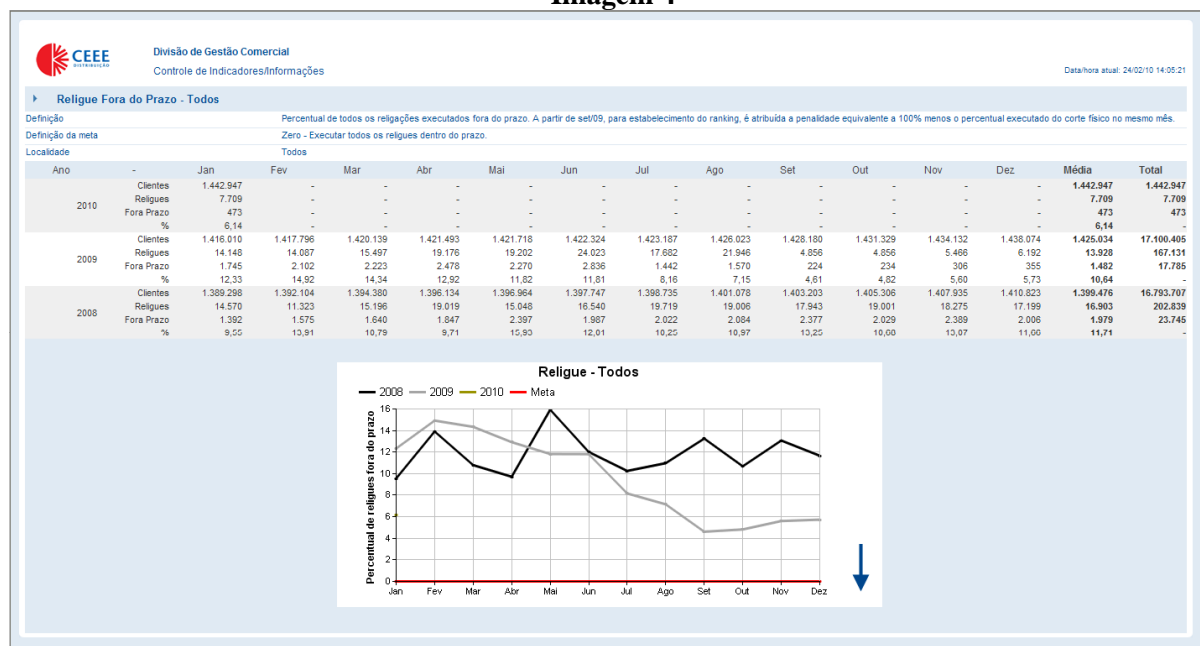 Imagem 4
CEEE
DISTRIBUIÇÃO
Divisão de Gestão Comercial
Controle de Indicadores/Informações
Data/hora atual: 24/02/10 14:05:21
Religue Fora do Prazo - Todos
Definição Percentual de todos os religações executados fora do prazo. A partir de set/09, para estabelecimento do ranking, é atribuída a penalidade equivalente a 100% menos o percentual executado do corte físico no mesmo mês.
Definição da meta Zero - Executar todos os religues dentro do prazo.
Localidade Todos
Ano - Jan Fev Mar Abr Mai Jun Jul Ago Set Out Nov Dez Média Total
Clientes 1.442.947 - - - - - - - - - - - 1.442.947 1.442.947
2010 Religues 7.709 - - - - - - - - - - - 7.709 7.709
Fora Prazo 473 - - - - - - - - - - - 473 473
% 6,14 - - - - - - - - - - - 6,14 -
Clientes 1.416.010 1.417.796 1.420.139 1.421.493 1.421.718 1.422.324 1.423.187 1.426.023 1.428.180 1.431.329 1.434.132 1.438.074 1.425.034 17.100.405
2009 Religues 14.148 14.087 15.497 19.176 19.202 24.023 17.682 21.946 4.856 4.856 5.466 6.192 13.928 167.131
Fora Prazo 1.745 2.102 2.223 2.478 2.270 2.836 1.442 1.570 224 234 306 355 1.482 17.785
% 12,33 14,92 14,34 12,92 11,82 11,81 8,16 7,15 4,61 4,82 5,60 5,73 10,64 -
Clientes 1.389.298 1.392.104 1.394.380 1.396.134 1.396.964 1.397.747 1.398.735 1.401.078 1.403.203 1.405.306 1.407.935 1.410.823 1.399.476 16.793.707
2008 Religues 14.570 11.323 15.196 19.019 15.048 16.540 19.719 19.006 17.943 19.001 18.275 17.199 16.903 202.839
Fora Prazo 1.392 1.575 1.640 1.847 2.397 1.987 2.022 2.084 2.377 2.029 2.389 2.006 1.979 23.745
% 9,55 13,91 10,79 9,71 15,93 12,01 10,25 10,97 13,25 10,68 13,07 11,66 11,71 -
Religue - Todos
2008 2009 2010 Meta
Percentual de religues fora do prazo
16
14
12
10
8
6
4
2
0
Jan Fev Mar Abr Mai Jun Jul Ago Set Out Nov Dez